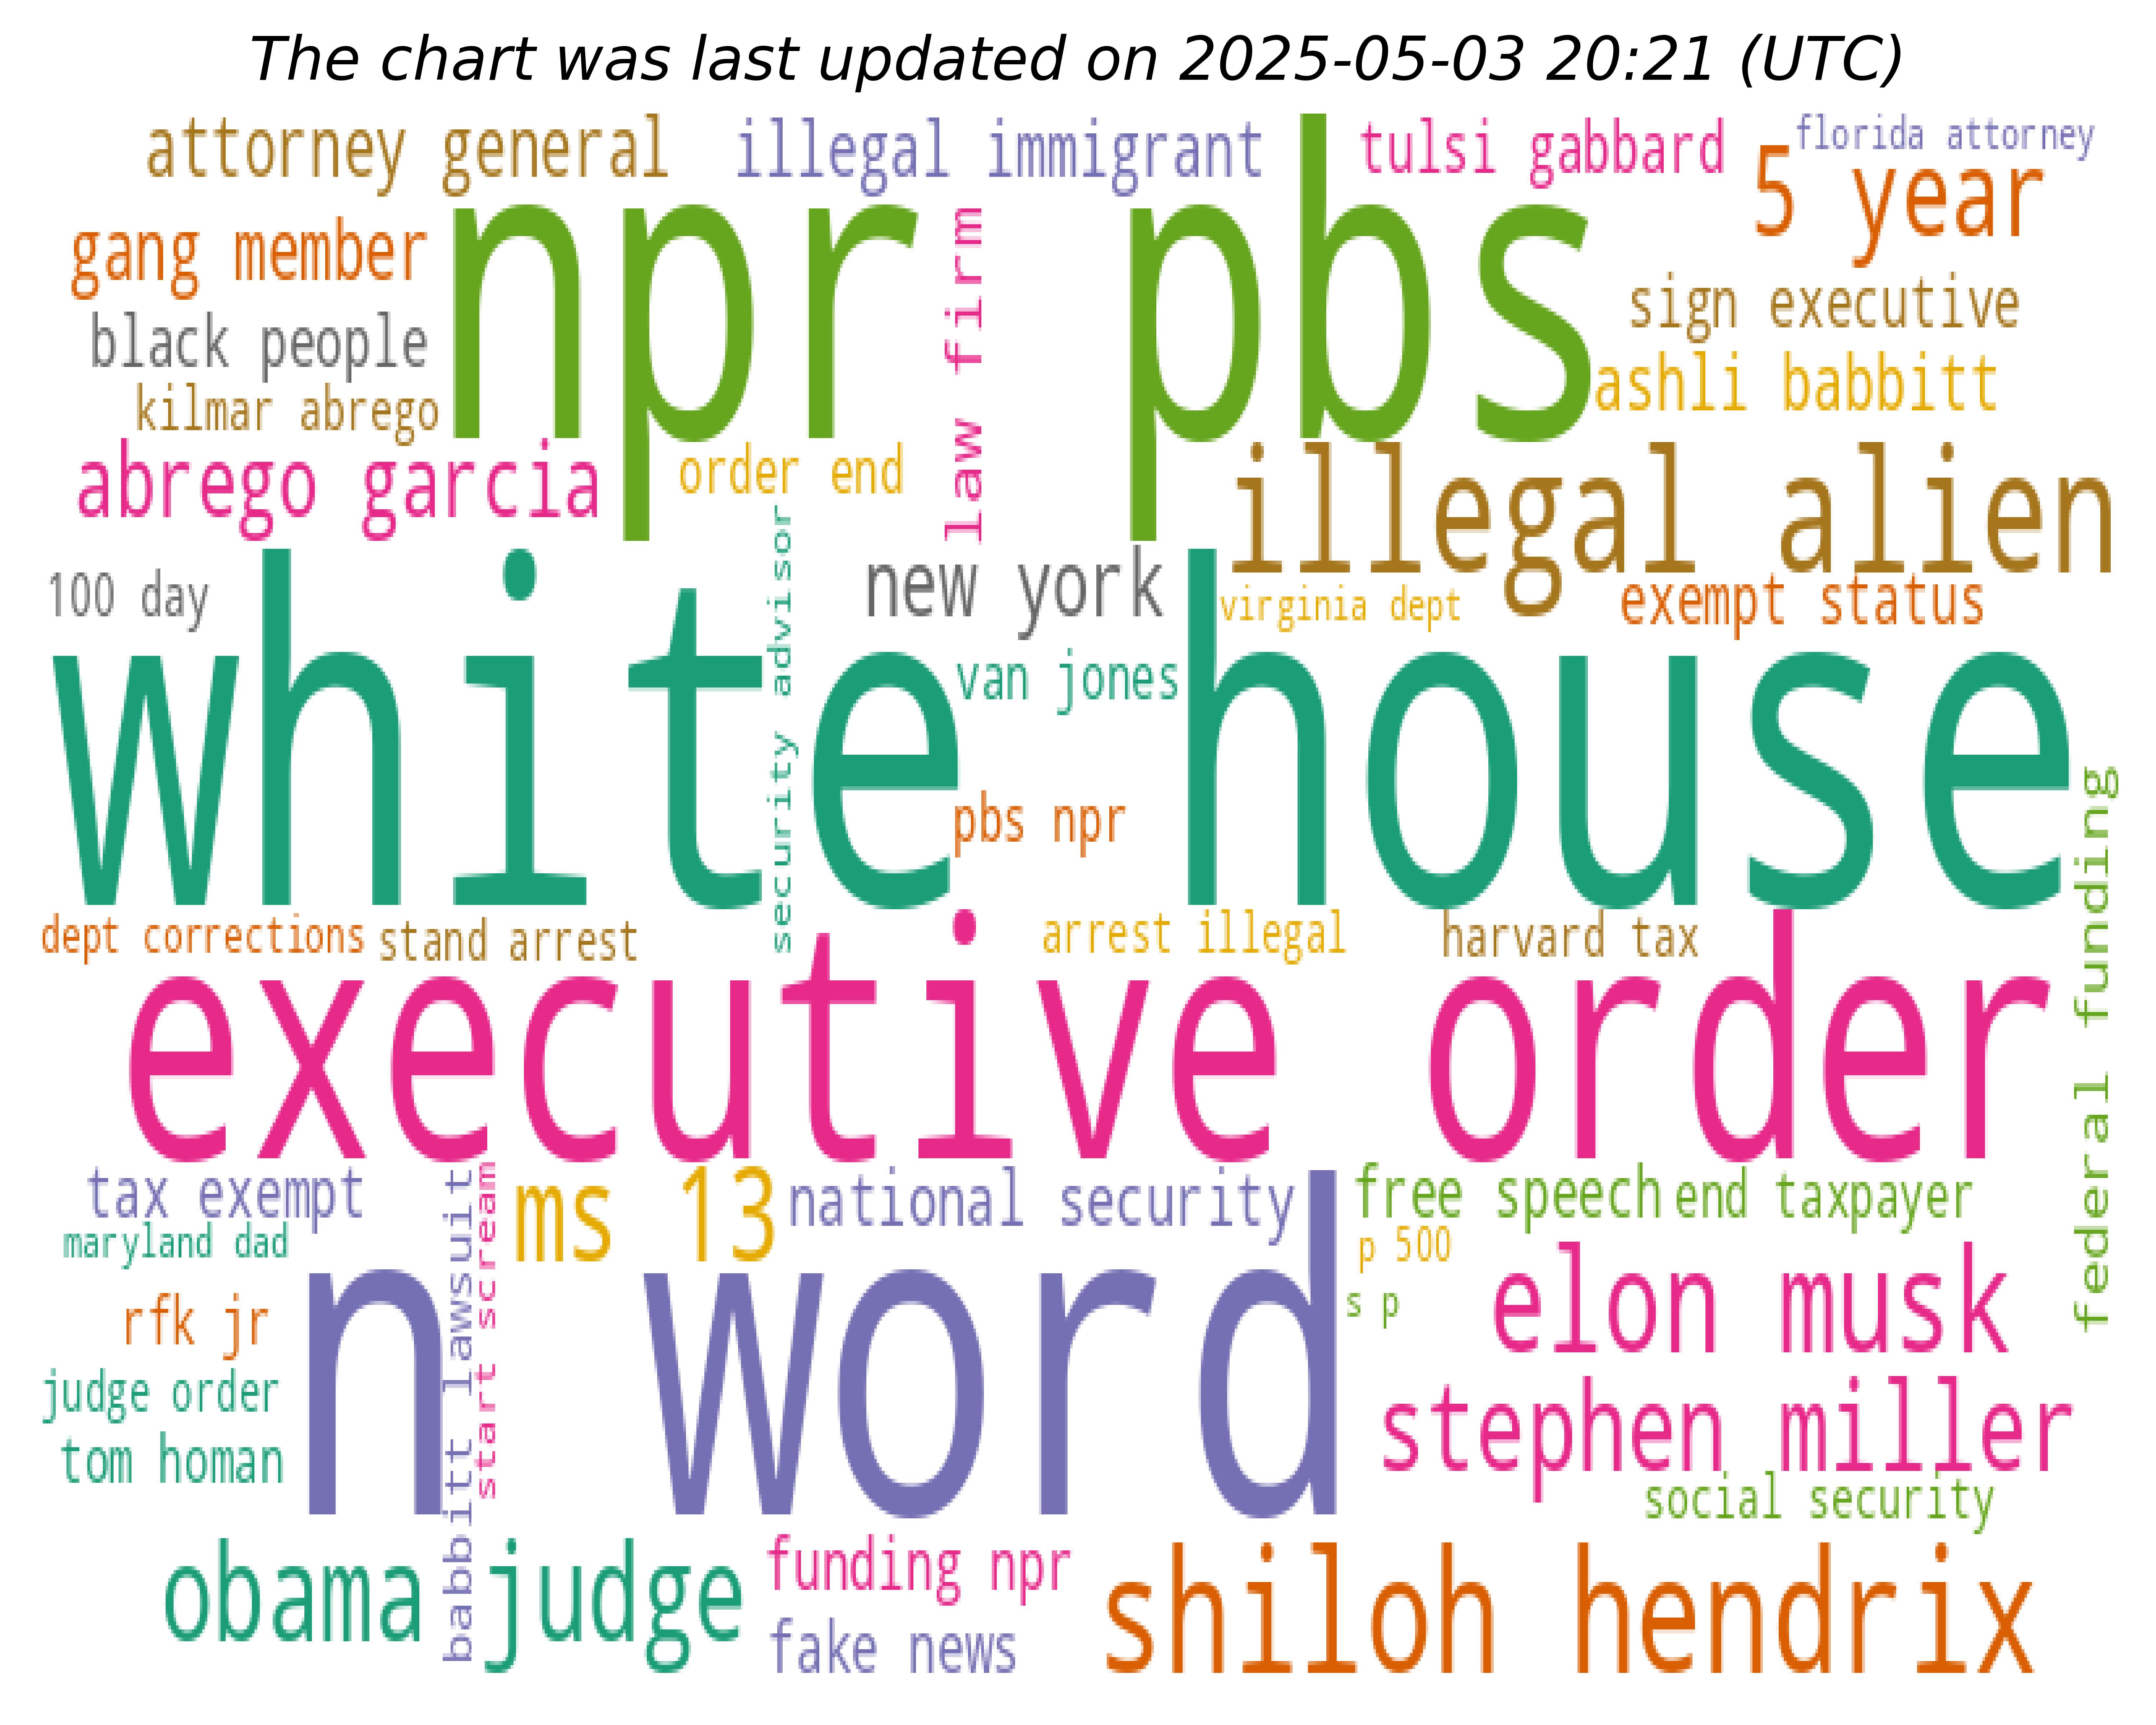 The chart was last updated on 2025-05-03 20:21 (UTC)
attorney general
illegal immigrant
tulsi gabbard
florida attorney
5 year
gang member
npr pbs
law firm
sign executive
black people
ashli babbitt
kilmar abrego
abrego garcia
order end
illegal alien
100 day
security advisor
new york
virginia dept
exempt status
white house
van jones
pbs npr
federal funding
dept corrections
stand arrest
arrest illegal
harvard tax
executive order
tax exempt
babbitt lawsuit
start scream
ms 13
national security
free speech
end taxpayer
maryland dad
p 500
n word
elon musk
rfk jr
s p
judge order
stephen miller
tom homan
social security
obama judge
funding npr
shiloh hendrix
fake news